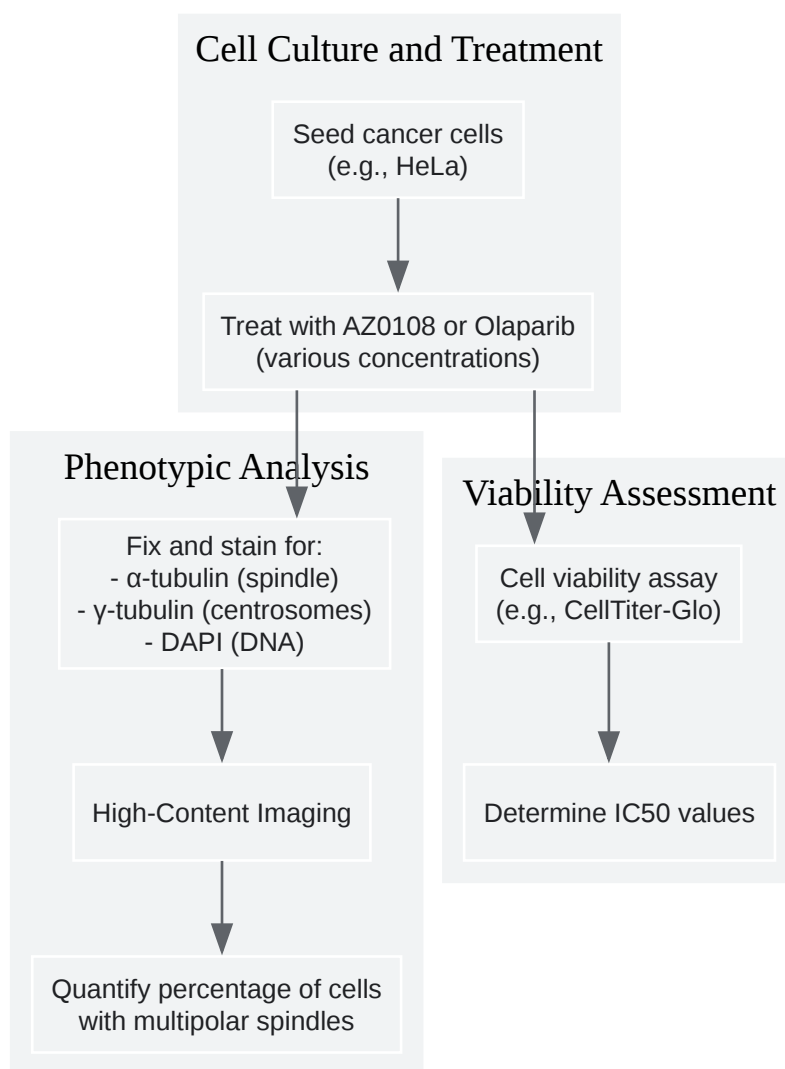 Cell Culture and Treatment
Seed cancer cells
(e.g., HeLa)
Treat with AZ0108 or Olaparib
(various concentrations)
Phenotypic Analysis
Fix and stain for:
- α-tubulin (spindle)
- γ-tubulin (centrosomes)
- DAPI (DNA)
High-Content Imaging
Quantify percentage of cells
with multipolar spindles
Viability Assessment
Cell viability assay
(e.g., CellTiter-Glo)
Determine IC50 values